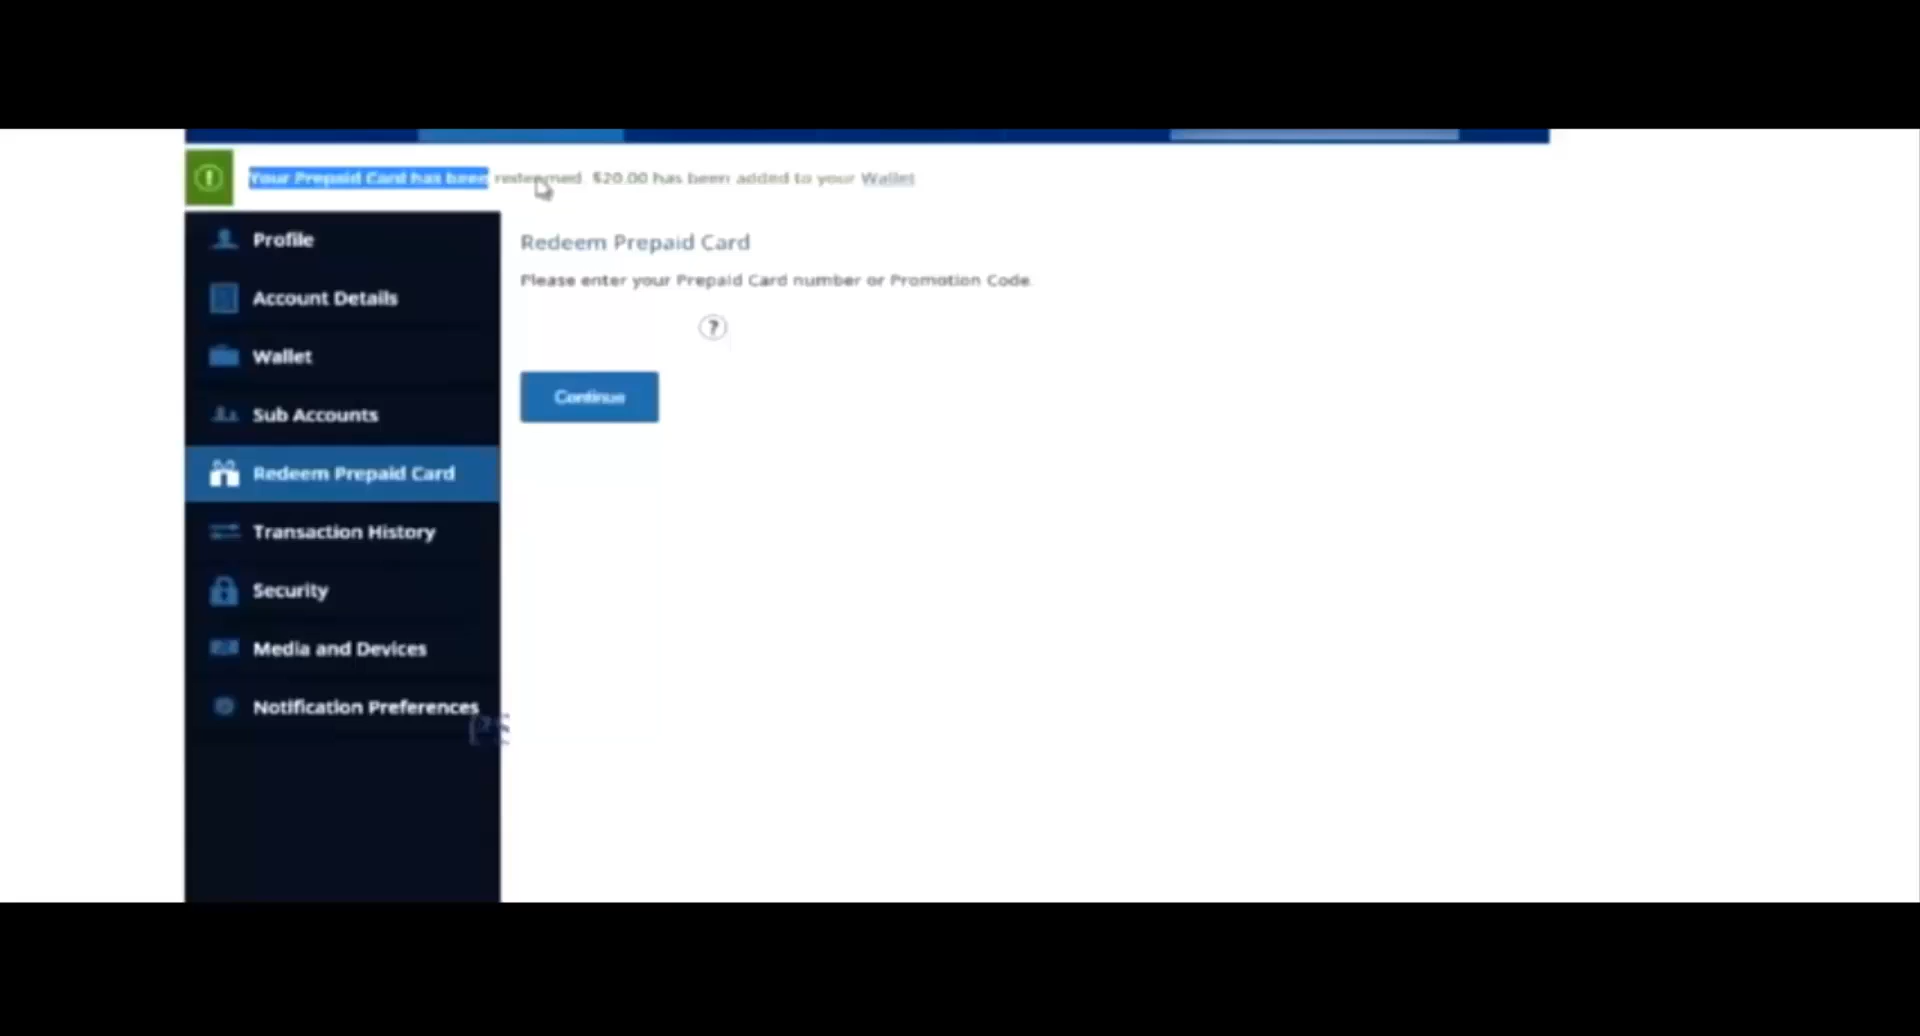 Your Prepaid Card has been redeemed. $20.00 has been added to your Wallet
Profile
Account Details
Wallet
Sub Accounts
Redeem Prepaid Card
Transaction History
Security
Media and Devices
Notification Preferences
Redeem Prepaid Card
Please enter your Prepaid Card number or Promotion Code.
?
Continue